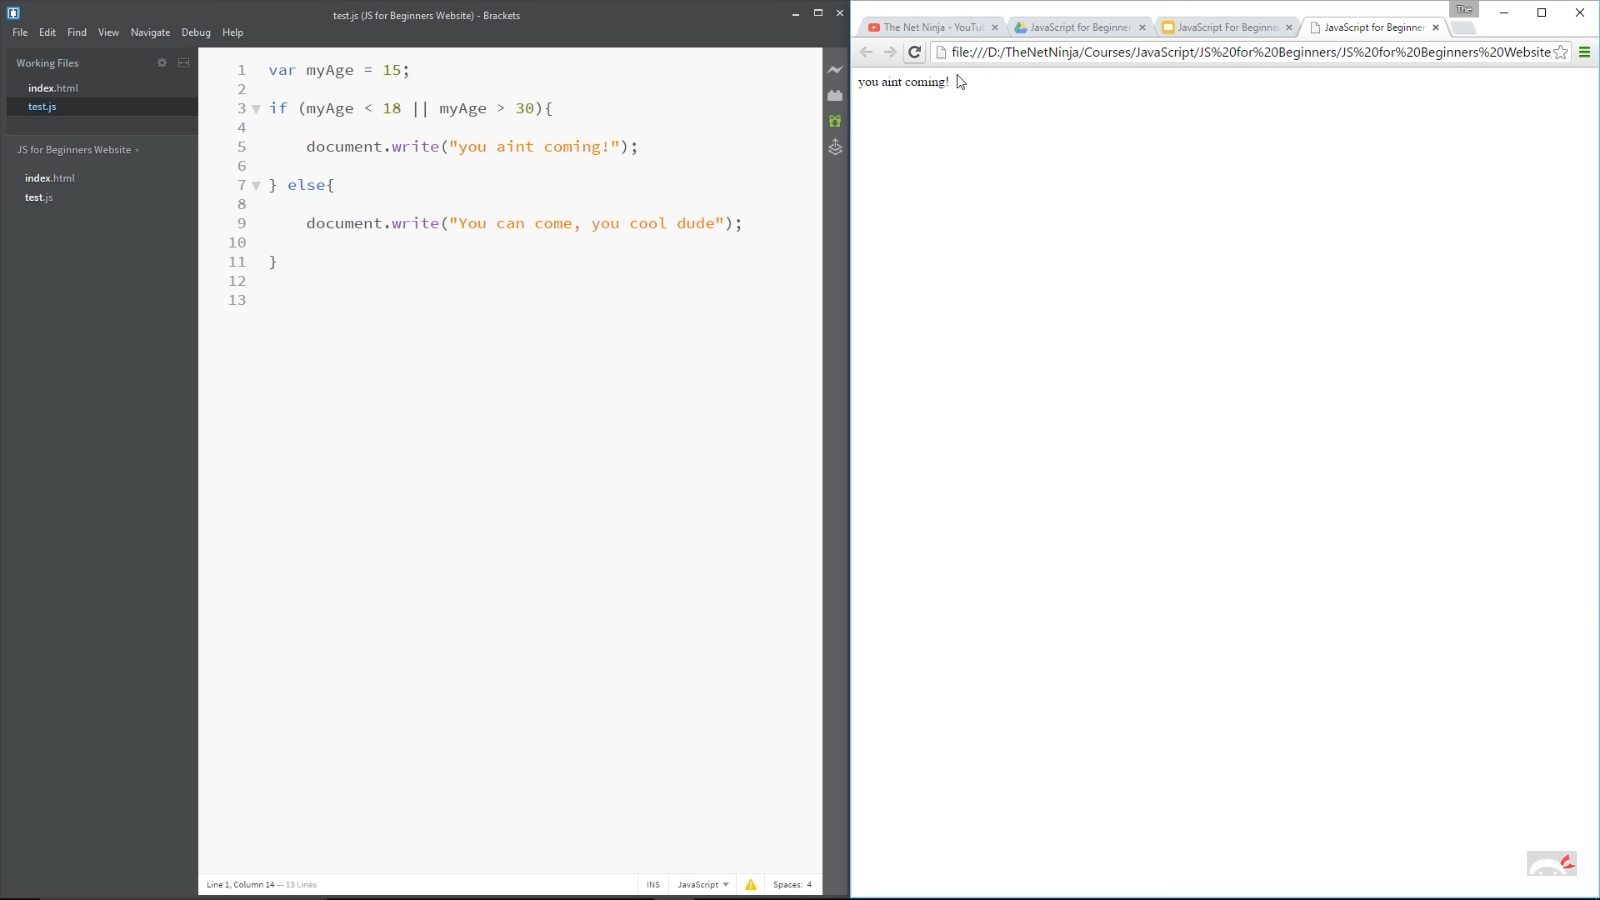 test.js (JS for Beginners Website) - Brackets
File Edit Find View Navigate Debug Help
Working Files
index.html
test.js
JS for Beginners Website
index.html
test.js
1 var myAge = 15;
2
3 if (myAge < 18 || myAge > 30){
4
5 document.write("you aint coming!");
6
7 } else{
8
9 document.write("You can come, you cool dude");
10
11 }
12
13
Line 1, Column 14 — 13 Lines
INS JavaScript Spaces: 4
The
The Net Ninja - YouTu JavaScript for Beginner JavaScript For Beginne JavaScript for Beginner
file:///D:/TheNetNinja/Courses/JavaScript/JS%20for%20Beginners/JS%20for%20Beginners%20Website
you aint coming!